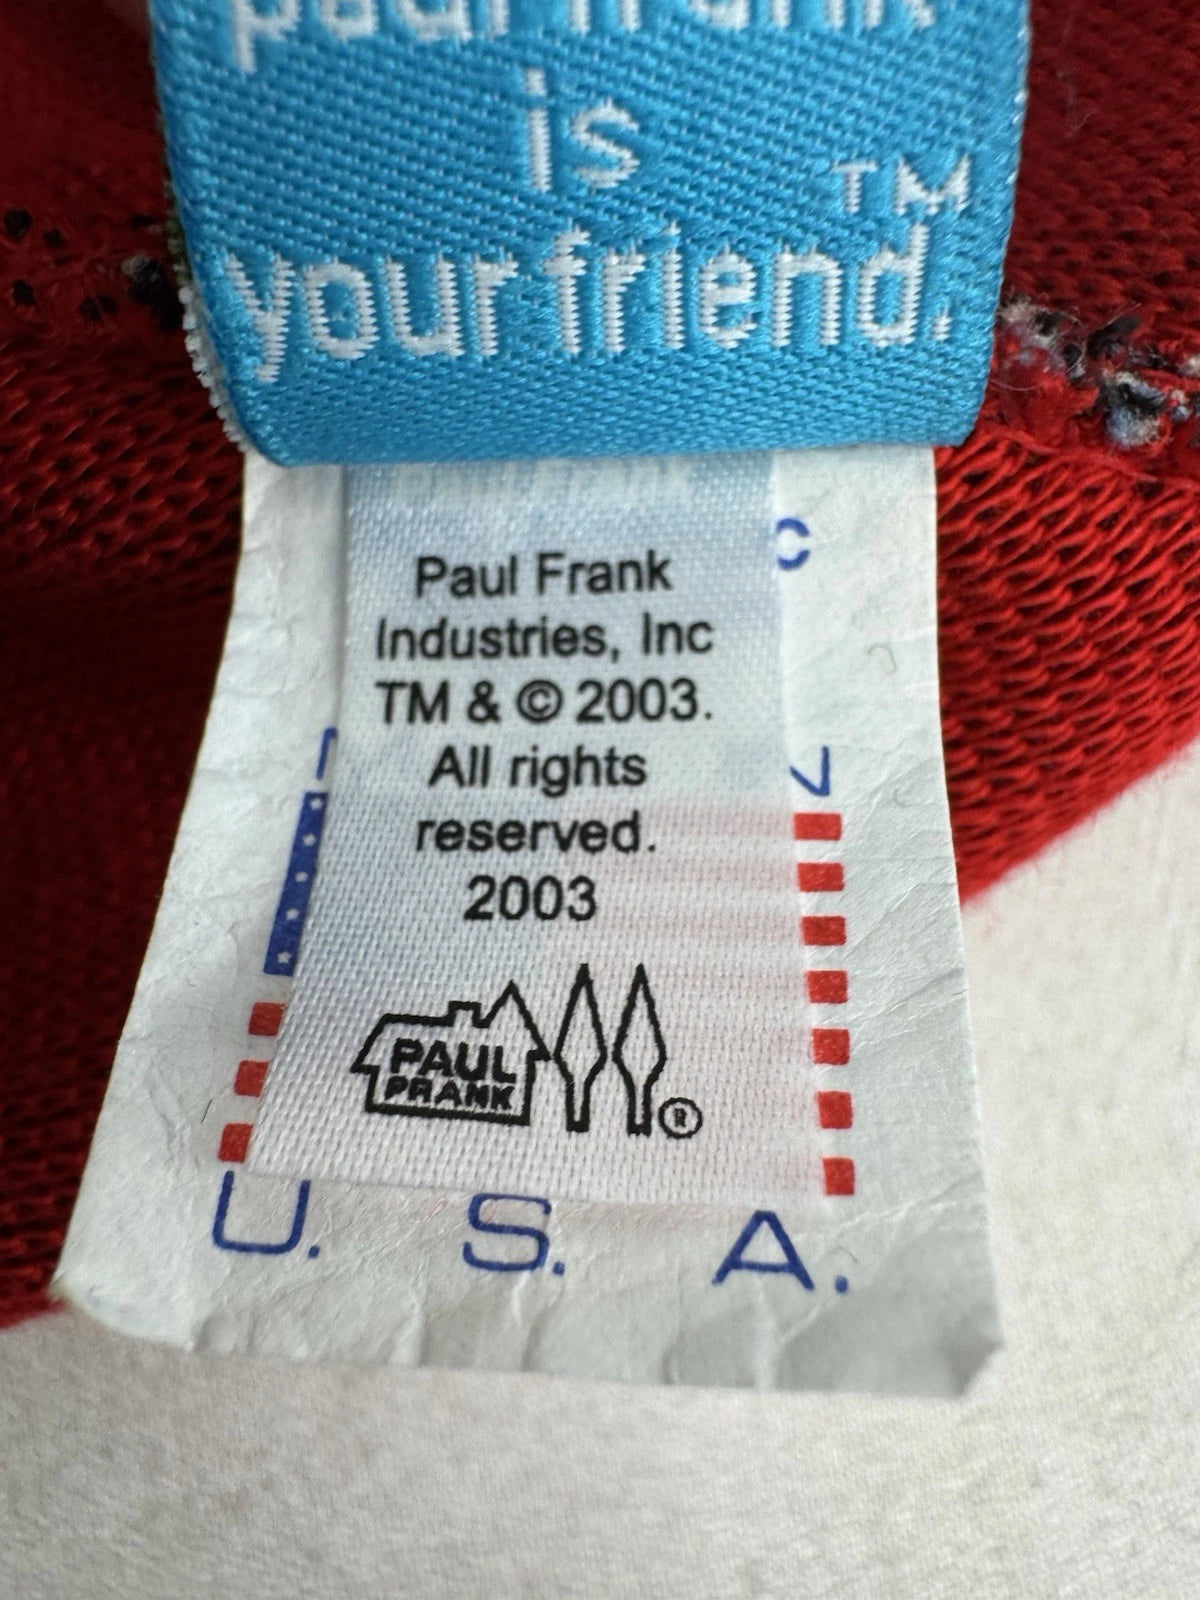 paul frank
is
your friend.™
Paul Frank
Industries, Inc
TM & © 2003.
All rights
reserved.
2003
PAUL
FRANK
®
U. S. A.